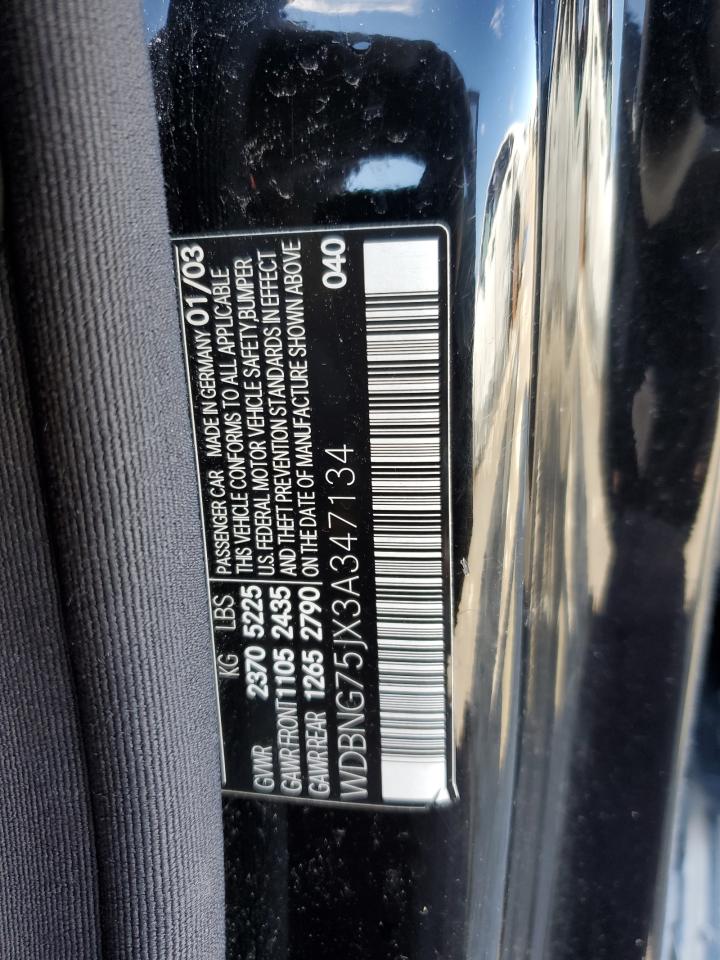 PASSENGER CAR MADE IN GERMANY 01/03
KG LBS THIS VEHICLE CONFORMS TO ALL APPLICABLE
GVWR 2370 5225 U.S. FEDERAL MOTOR VEHICLE SAFETY,BUMPER
GAWR FRONT 1105 2435 AND THEFT PREVENTION STANDARDS IN EFFECT
GAWR REAR 1265 2790 ON THE DATE OF MANUFACTURE SHOWN ABOVE
WDBNG75JX3A347134 040